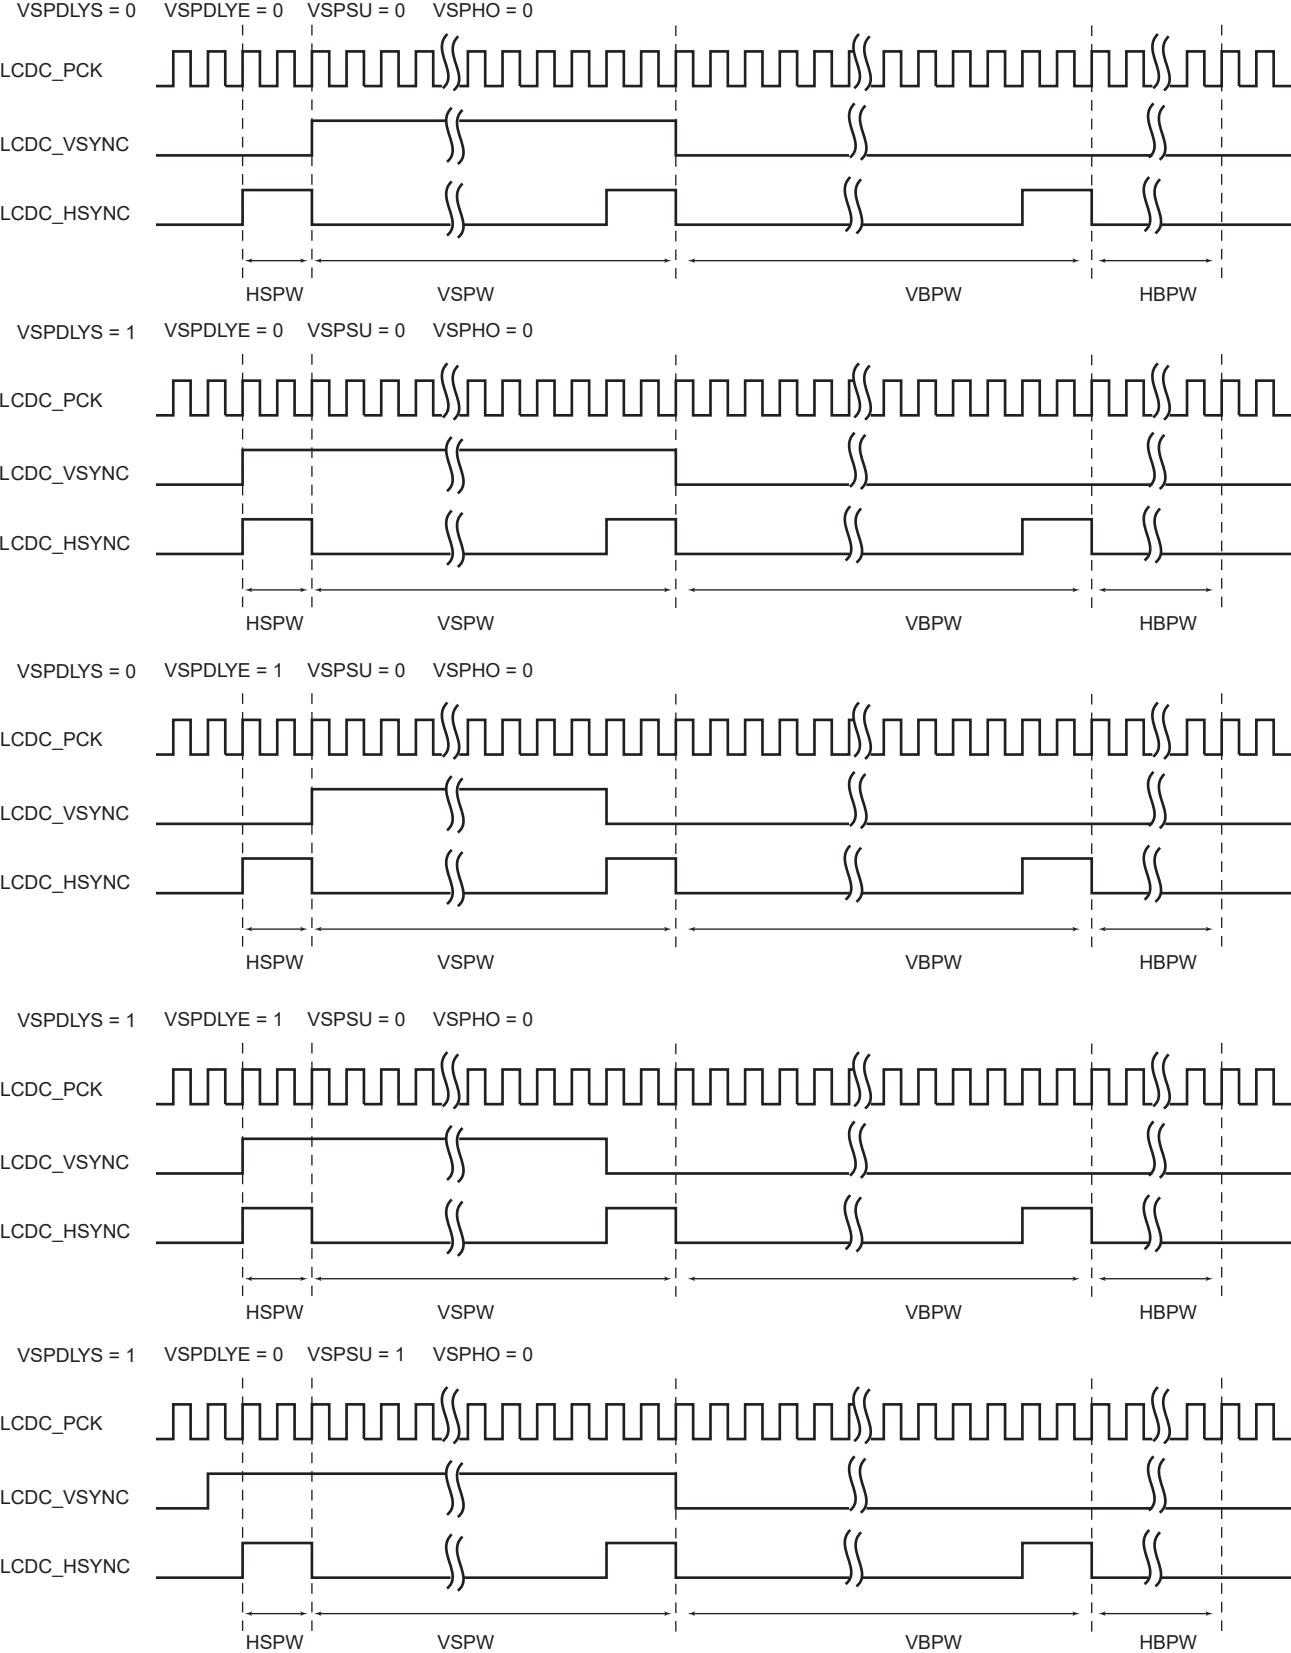 VSPDLYS = 0 VSPDLYE = 0 VSPSU = 0 VSPHO = 0
LCDC_PCK
LCDC_VSYNC
LCDC_HSYNC
HSPW VSPW VBPW HBPW
VSPDLYS = 1 VSPDLYE = 0 VSPSU = 0 VSPHO = 0
LCDC_PCK
LCDC_VSYNC
LCDC_HSYNC
HSPW VSPW VBPW HBPW
VSPDLYS = 0 VSPDLYE = 1 VSPSU = 0 VSPHO = 0
LCDC_PCK
LCDC_VSYNC
LCDC_HSYNC
HSPW VSPW VBPW HBPW
VSPDLYS = 1 VSPDLYE = 1 VSPSU = 0 VSPHO = 0
LCDC_PCK
LCDC_VSYNC
LCDC_HSYNC
HSPW VSPW VBPW HBPW
VSPDLYS = 1 VSPDLYE = 0 VSPSU = 1 VSPHO = 0
LCDC_PCK
LCDC_VSYNC
LCDC_HSYNC
HSPW VSPW VBPW HBPW